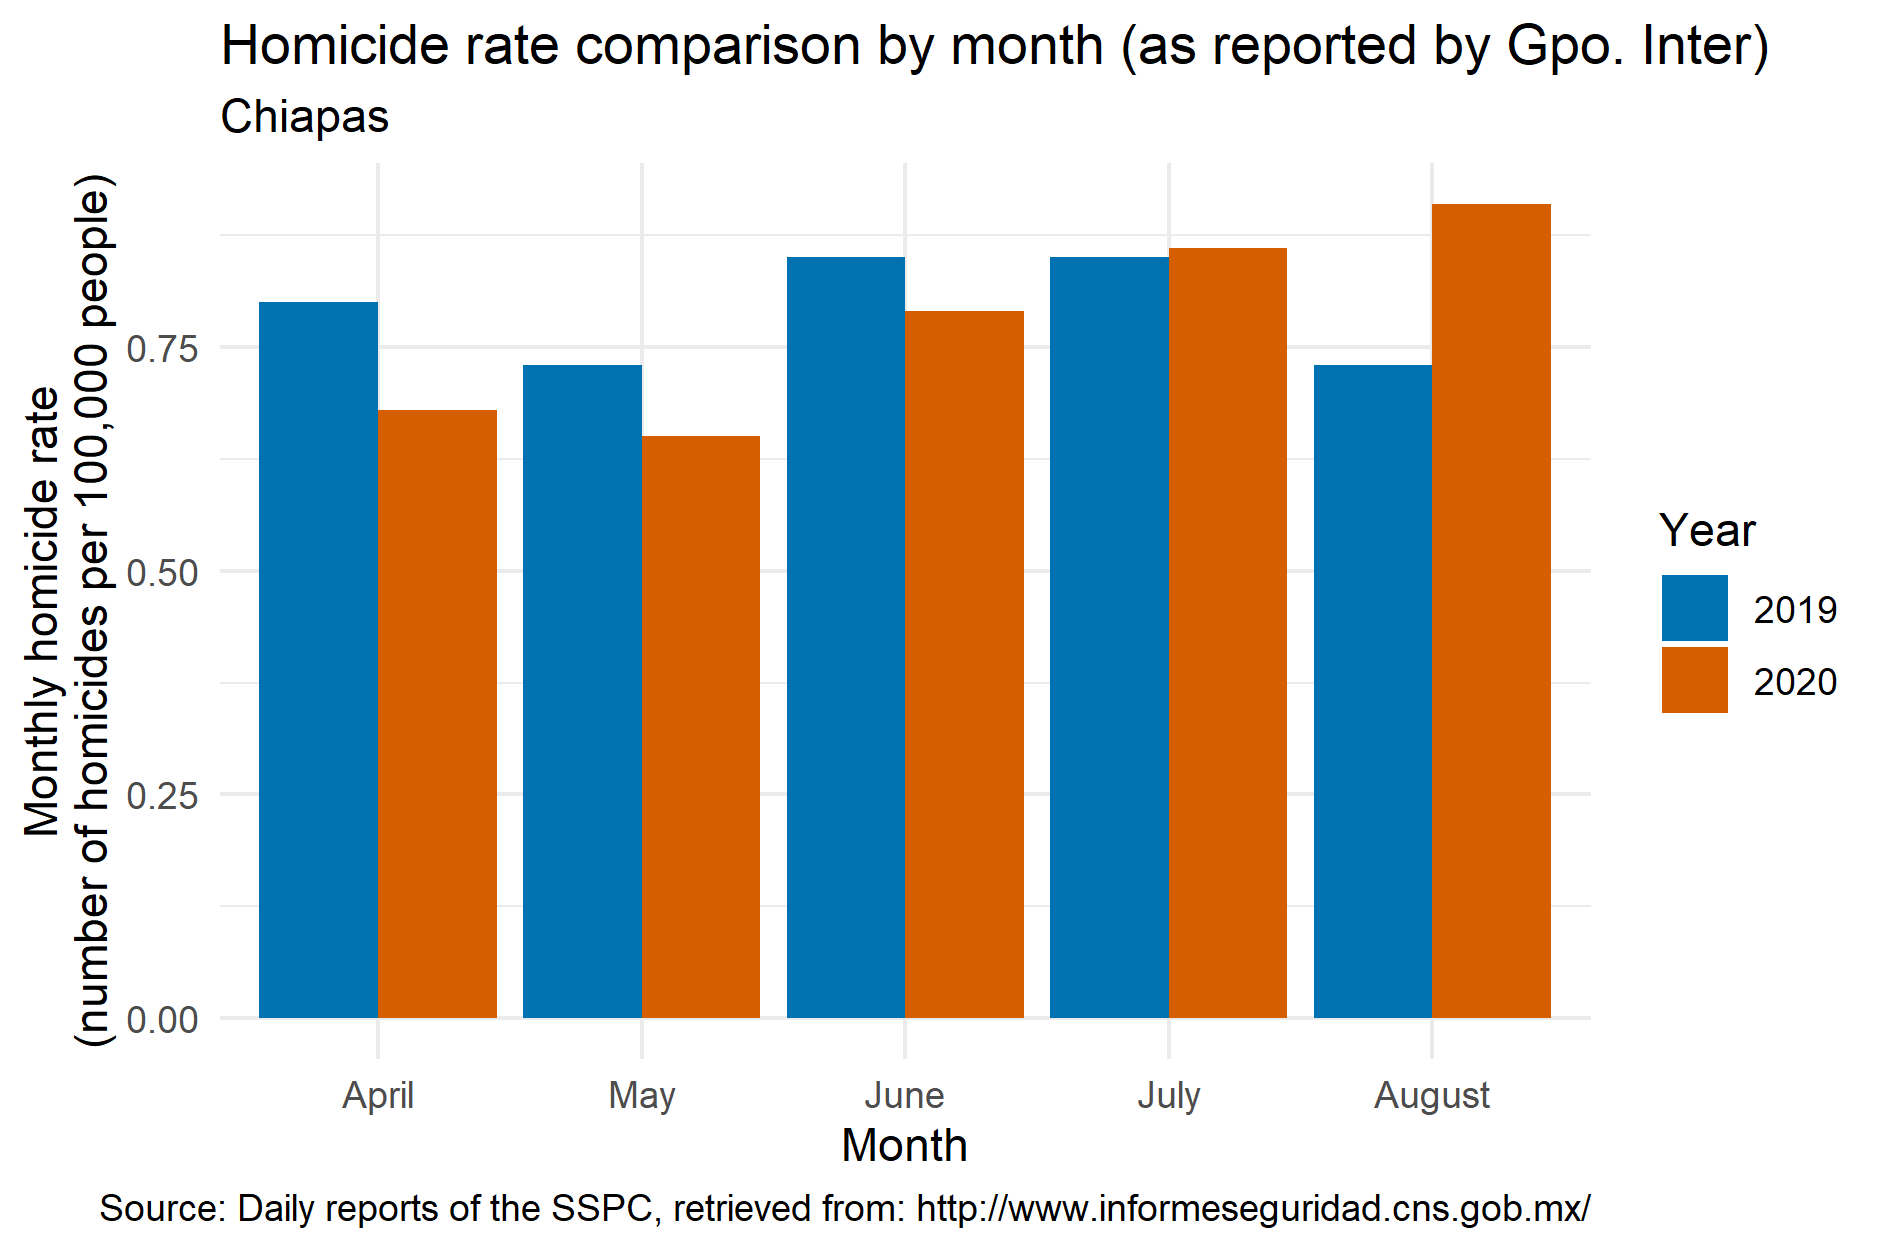 Homicide rate comparison by month (as reported by Gpo. Inter)
Chiapas
Monthly homicide rate
(number of homicides per 100,000 people)
0.75
0.50
0.25
0.00
April
May
June
July
August
Month
Year
2019
2020
Source: Daily reports of the SSPC, retrieved from: http://www.informeseguridad.cns.gob.mx/